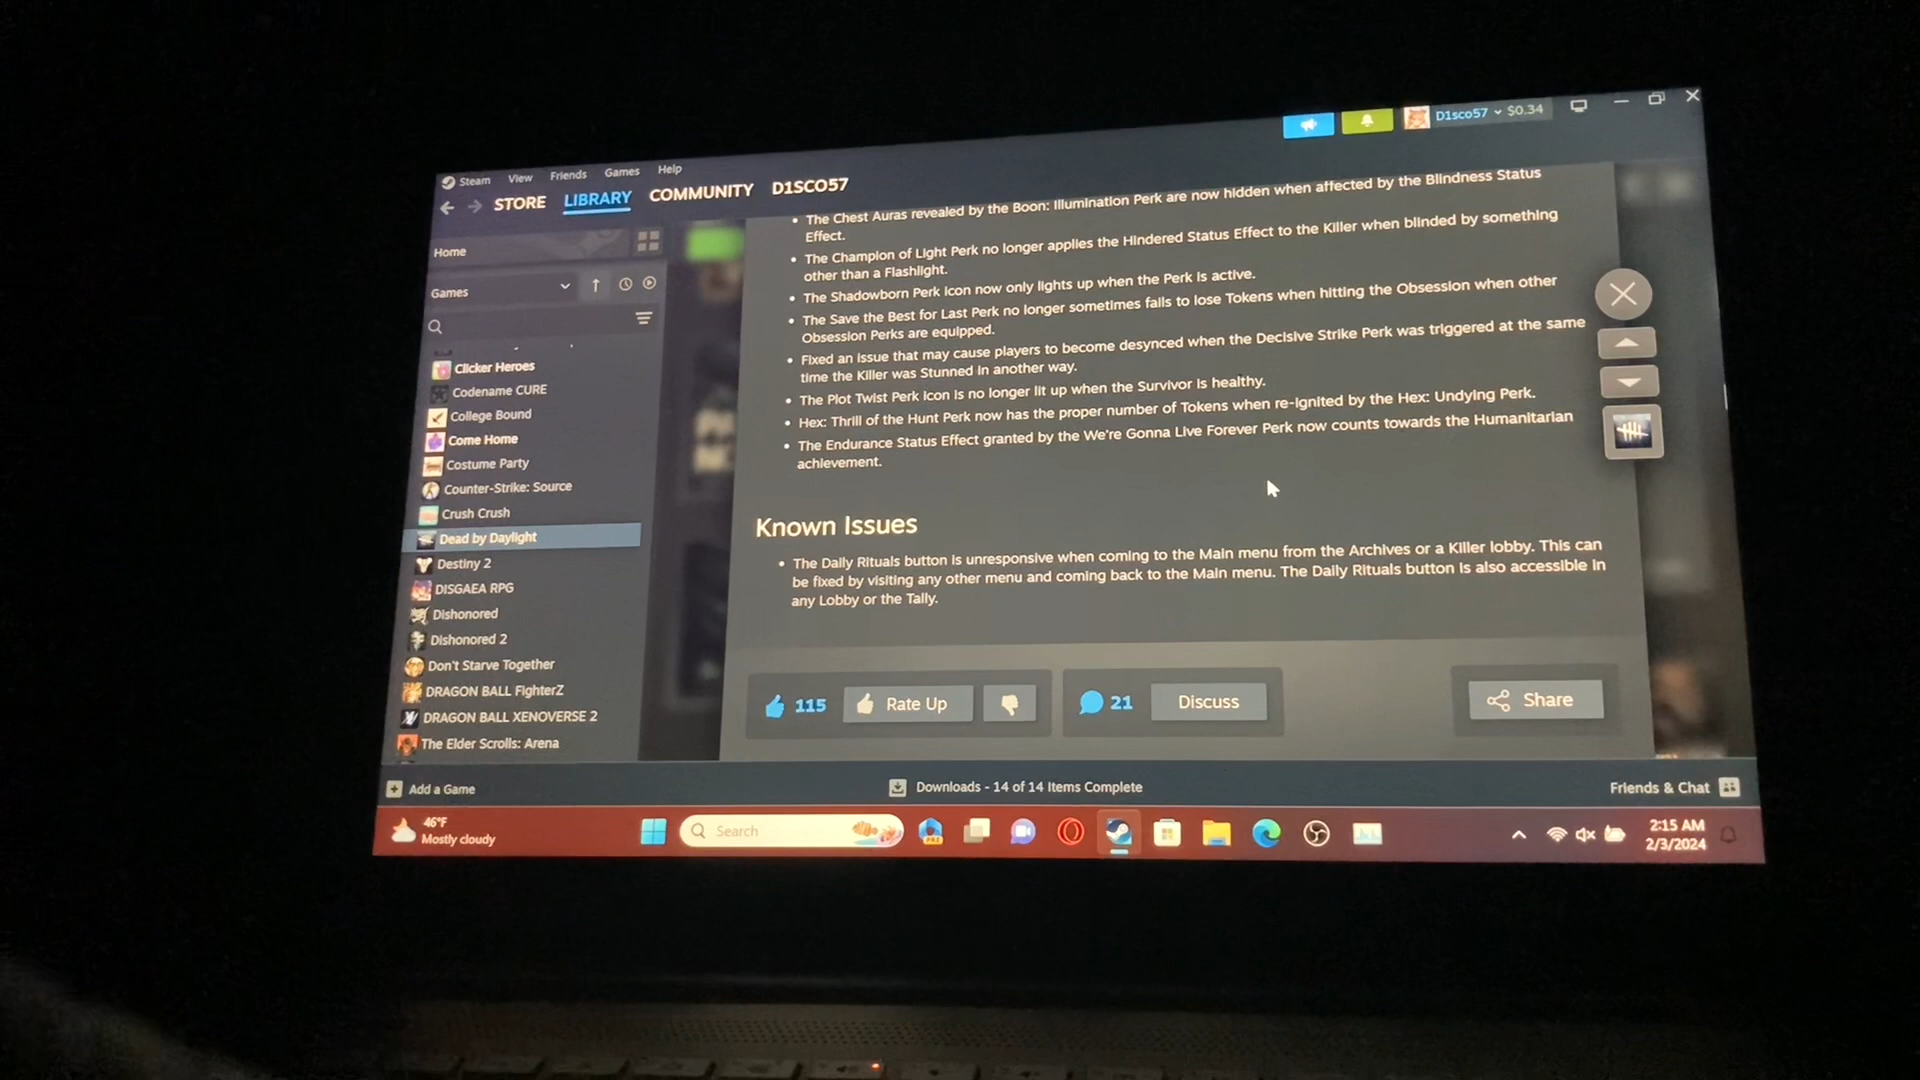 D1sco57 $0.34
Steam View Friends Games Help
STORE LIBRARY COMMUNITY D1SCO57
Home
Games
Clicker Heroes
Codename CURE
College Bound
Come Home
Costume Party
Counter-Strike: Source
Crush Crush
Dead by Daylight
Destiny 2
DISGAEA RPG
Dishonored
Dishonored 2
Don't Starve Together
DRAGON BALL FighterZ
DRAGON BALL XENOVERSE 2
The Elder Scrolls: Arena
The Chest Auras revealed by the Boon: Illumination Perk are now hidden when affected by the Blindness Status
Effect.
The Champion of Light Perk no longer applies the Hindered Status Effect to the Killer when blinded by something
other than a Flashlight.
The Shadowborn Perk icon now only lights up when the Perk is active.
The Save the Best for Last Perk no longer sometimes fails to lose Tokens when hitting the Obsession when other
Obsession Perks are equipped.
Fixed an issue that may cause players to become desynced when the Decisive Strike Perk was triggered at the same
time the Killer was Stunned in another way.
The Plot Twist Perk icon is no longer lit up when the Survivor is healthy.
Hex: Thrill of the Hunt Perk now has the proper number of Tokens when re-ignited by the Hex: Undying Perk.
The Endurance Status Effect granted by the We're Gonna Live Forever Perk now counts towards the Humanitarian
achievement.
Known Issues
The Daily Rituals button is unresponsive when coming to the Main menu from the Archives or a Killer lobby. This can
be fixed by visiting any other menu and coming back to the Main menu. The Daily Rituals button is also accessible in
any Lobby or the Tally.
115 Rate Up 21 Discuss Share
Add a Game Downloads - 14 of 14 Items Complete Friends & Chat
46°F
Mostly cloudy
Search
PRE
2:15 AM
2/3/2024